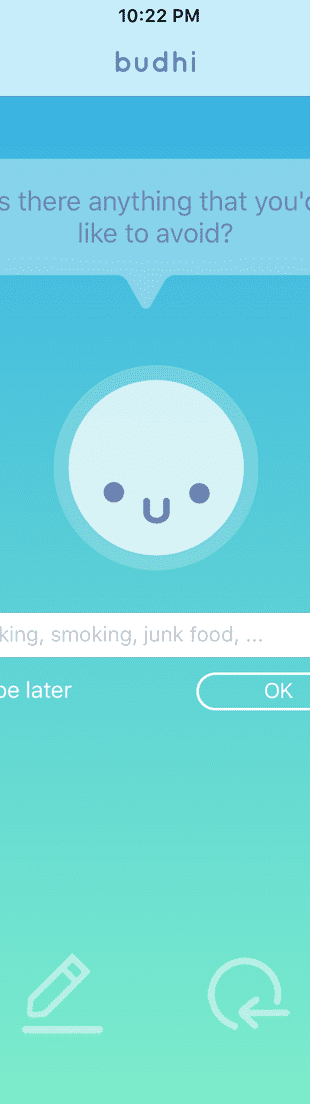 10:22 PM
budhi
s there anything that you'd
like to avoid?
king, smoking, junk food, ...
be later
OK